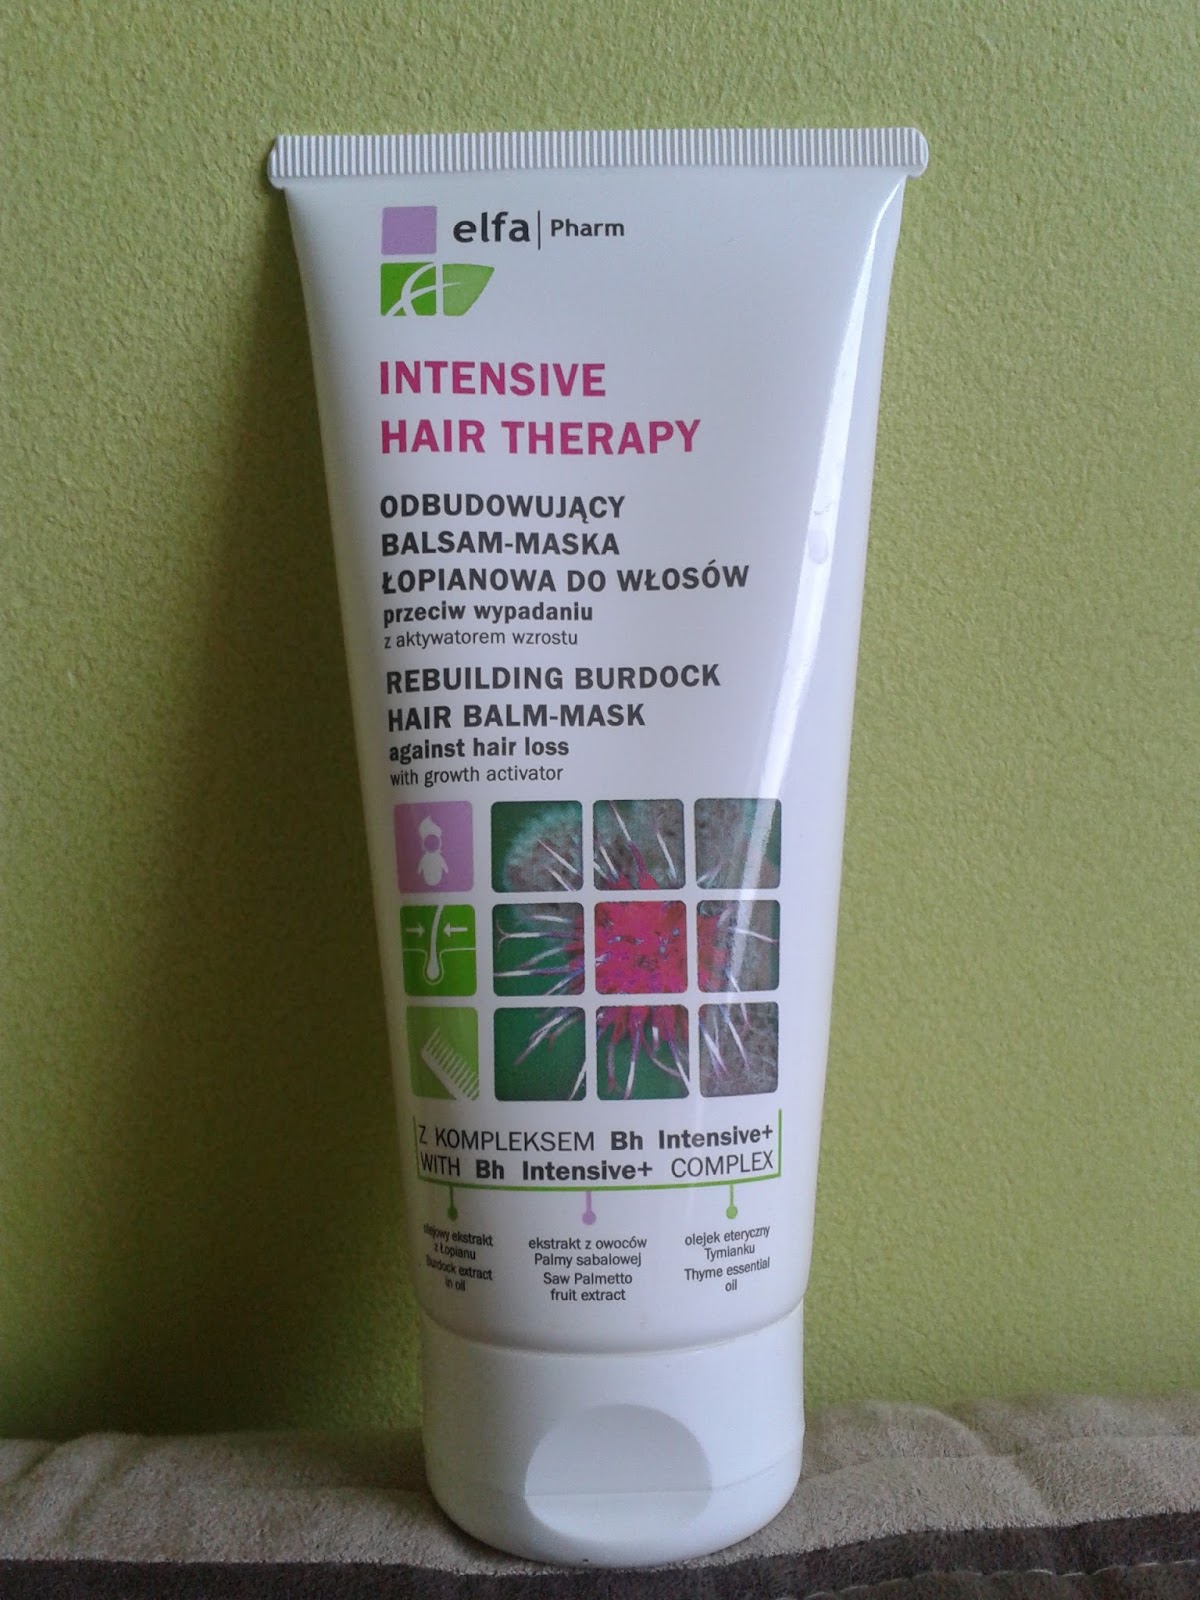 elfa Pharm
INTENSIVE
HAIR THERAPY
ODBUDOWUJĄCY
BALSAM-MASKA
ŁOPIANOWA DO WŁOSÓW
przeciw wypadaniu
z aktywatorem wzrostu
REBUILDING BURDOCK
HAIR BALM-MASK
against hair loss
with growth activator
Z KOMPLEKSEM Bh Intensive+
WITH Bh Intensive+ COMPLEX
olejowy ekstrakt
z Łopianu
Burdock extract
in oil
ekstrakt z owoców
Palmy sabalowej
Saw Palmetto
fruit extract
olejek eteryczny
Tymianku
Thyme essential
oil